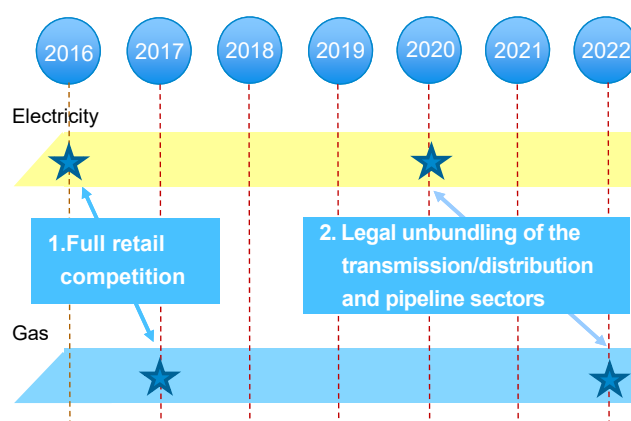 2016 2017 2018 2019 2020 2021 2022
Electricity
1.Full retail
competition
2. Legal unbundling of the
transmission/distribution
and pipeline sectors
Gas